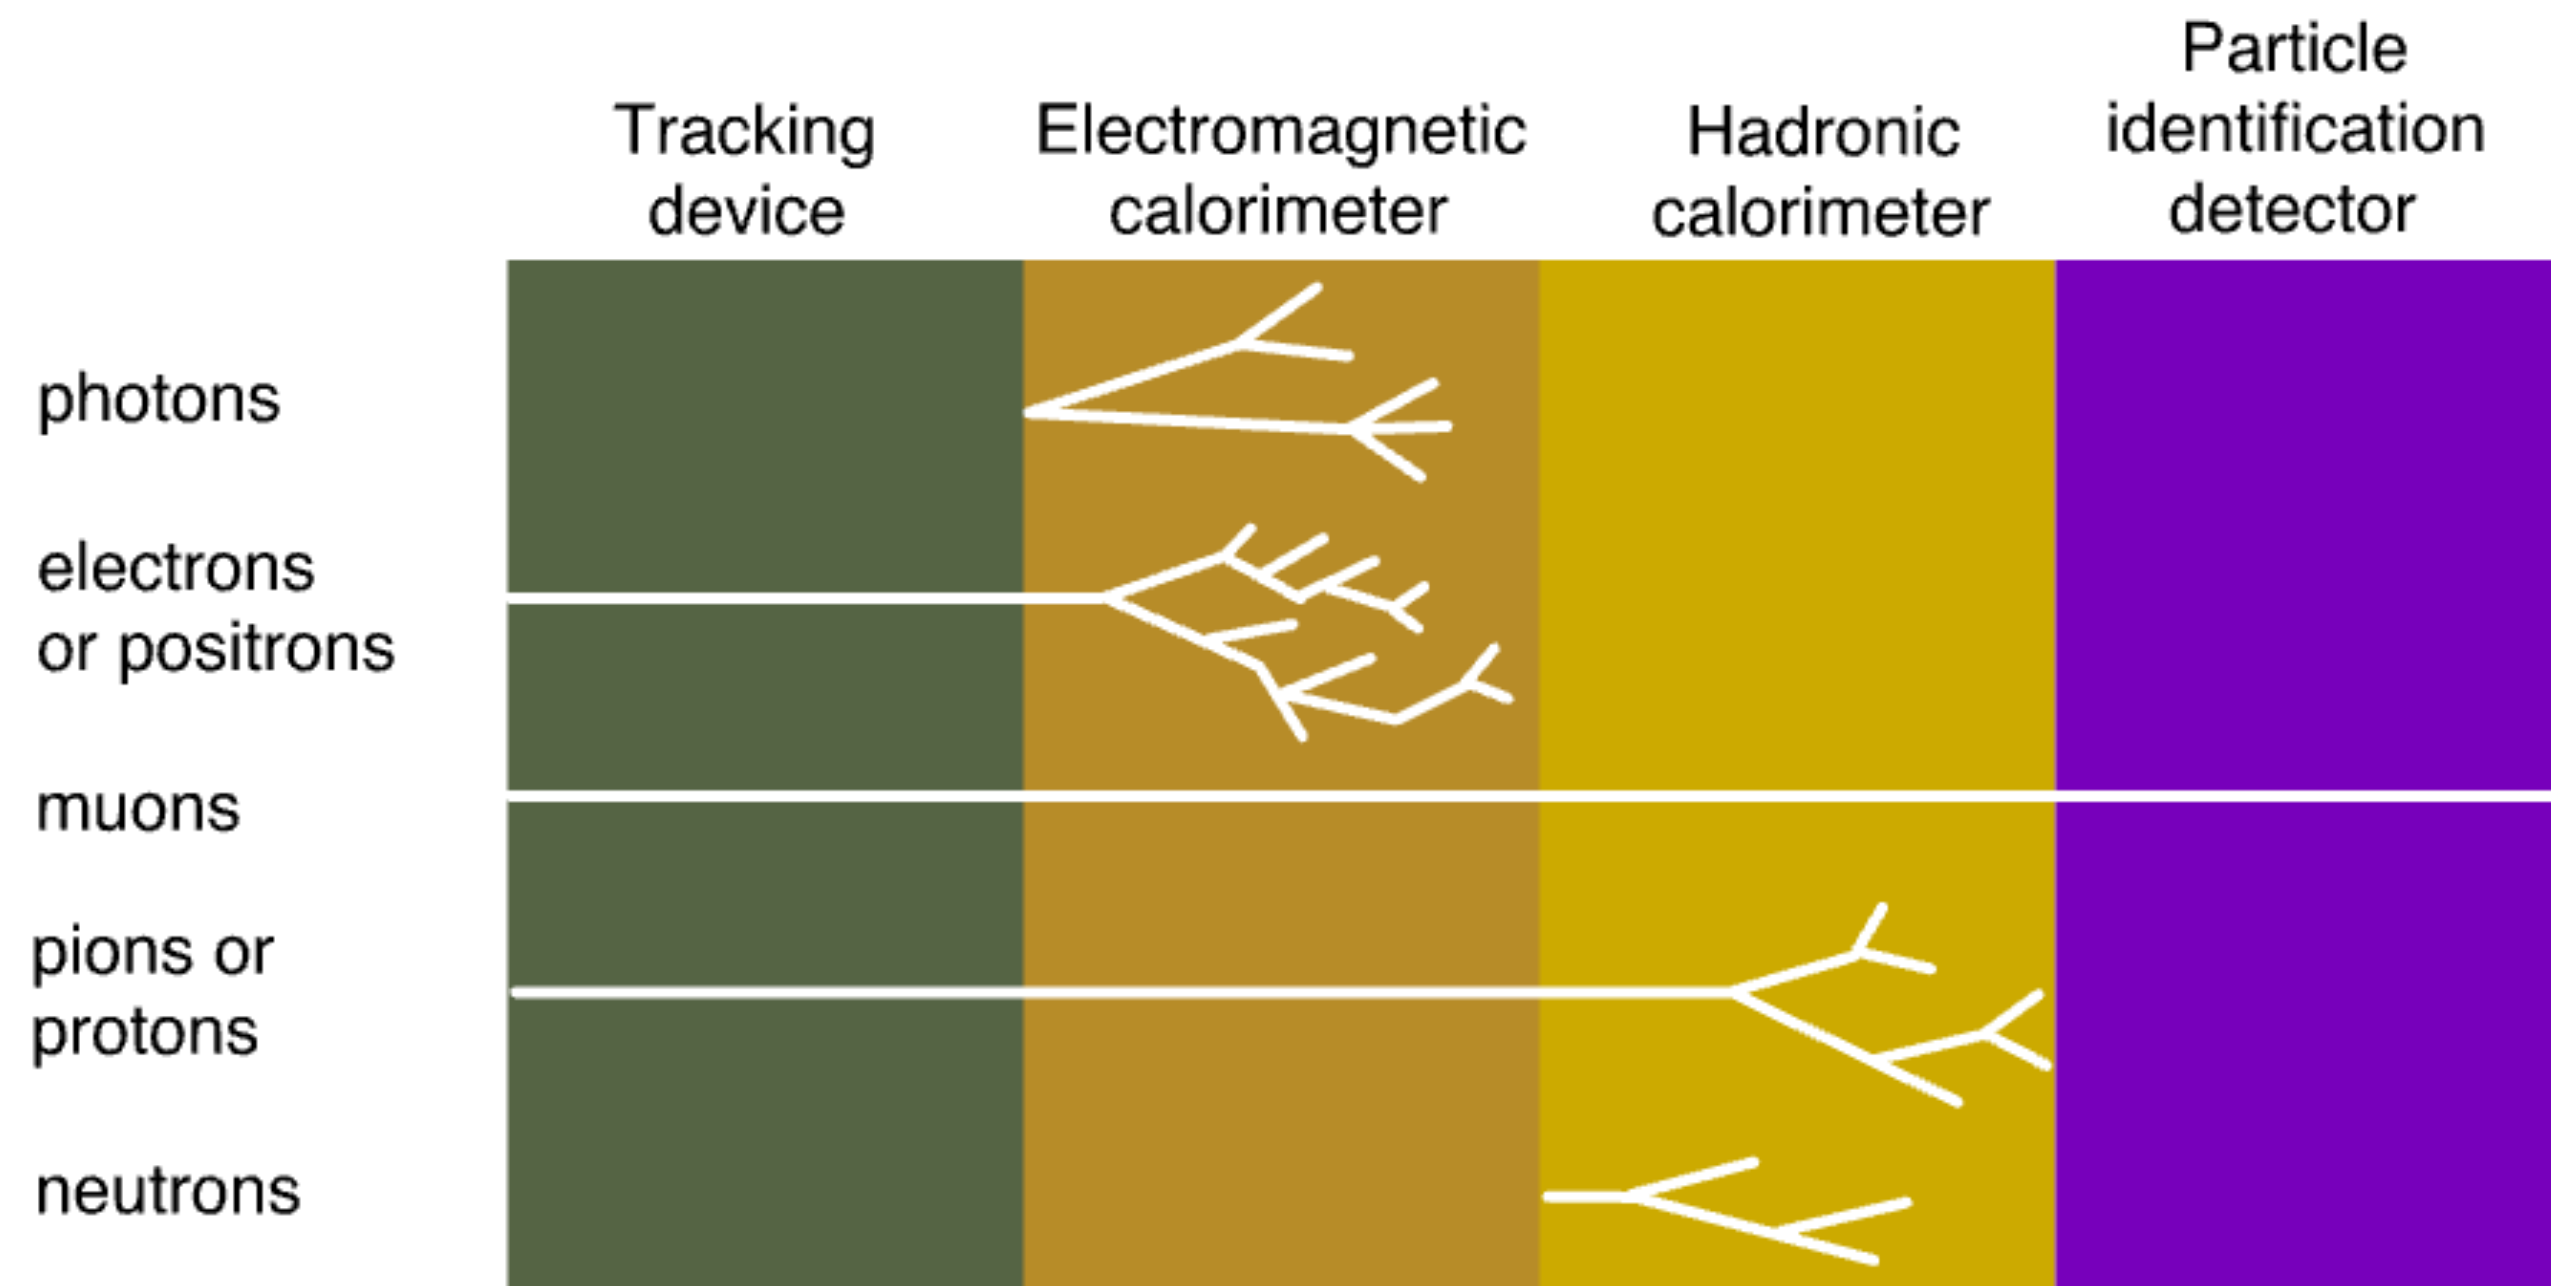 Tracking
device
Electromagnetic
calorimeter
Hadronic
calorimeter
Particle
identification
detector
photons
electrons
or positrons
muons
pions or
protons
neutrons